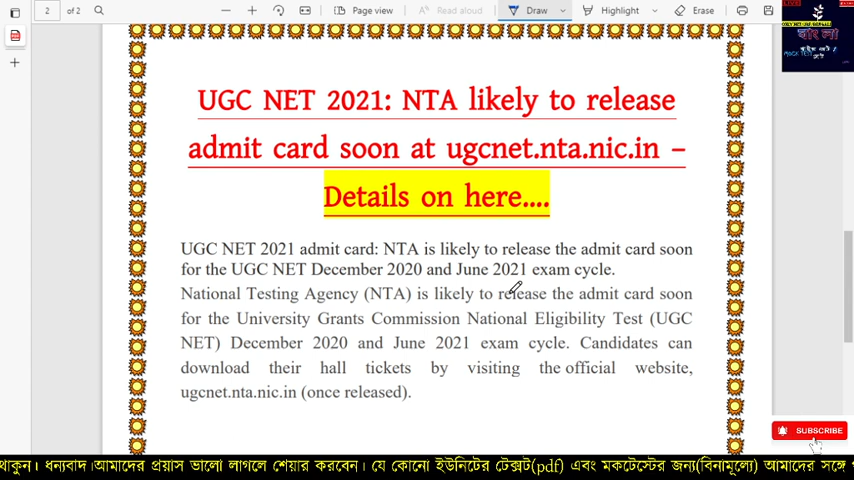 2 of 2
Page view
Read aloud
Draw
Highlight
Erase
LIVE
বাংলা
UGC NET 2021: NTA likely to release
admit card soon at ugcnet.nta.nic.in –
Details on here....
UGC NET 2021 admit card: NTA is likely to release the admit card soon
for the UGC NET December 2020 and June 2021 exam cycle.
National Testing Agency (NTA) is likely to release the admit card soon
for the University Grants Commission National Eligibility Test (UGC
NET) December 2020 and June 2021 exam cycle. Candidates can
download their hall tickets by visiting the official website,
ugcnet.nta.nic.in (once released).
SUBSCRIBE
থাকুন। ধন্যবাদ।আমাদের প্রয়াস ভালো লাগলে শেয়ার করবেন। যে কোনো ইউনিটের টেক্সট(pdf) এবং মকটেস্টের জন্য(বিনামূল্যে) আমাদের সঙ্গে